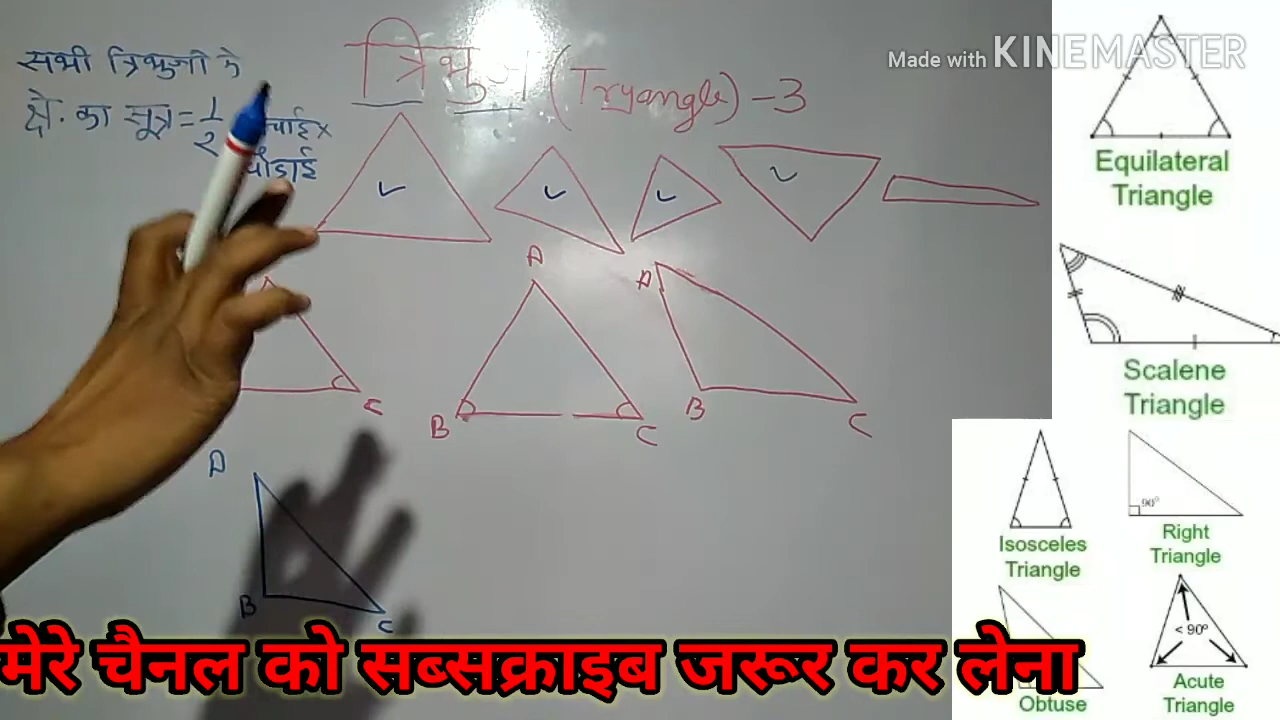 सभी त्रिभुजों के
क्षे. का सूत्र = 1/2
चौडाई
त्रिभुज (Tryangle) - 3
Made with KINEMASTER
Equilateral
Triangle
A
A
B
C
B
C
C
Scalene
Triangle
A
B
C
90°
Isosceles
Triangle
Right
Triangle
< 90°
Obtuse
Acute
Triangle
मेरे चैनल को सब्सक्राइब जरूर कर लेना